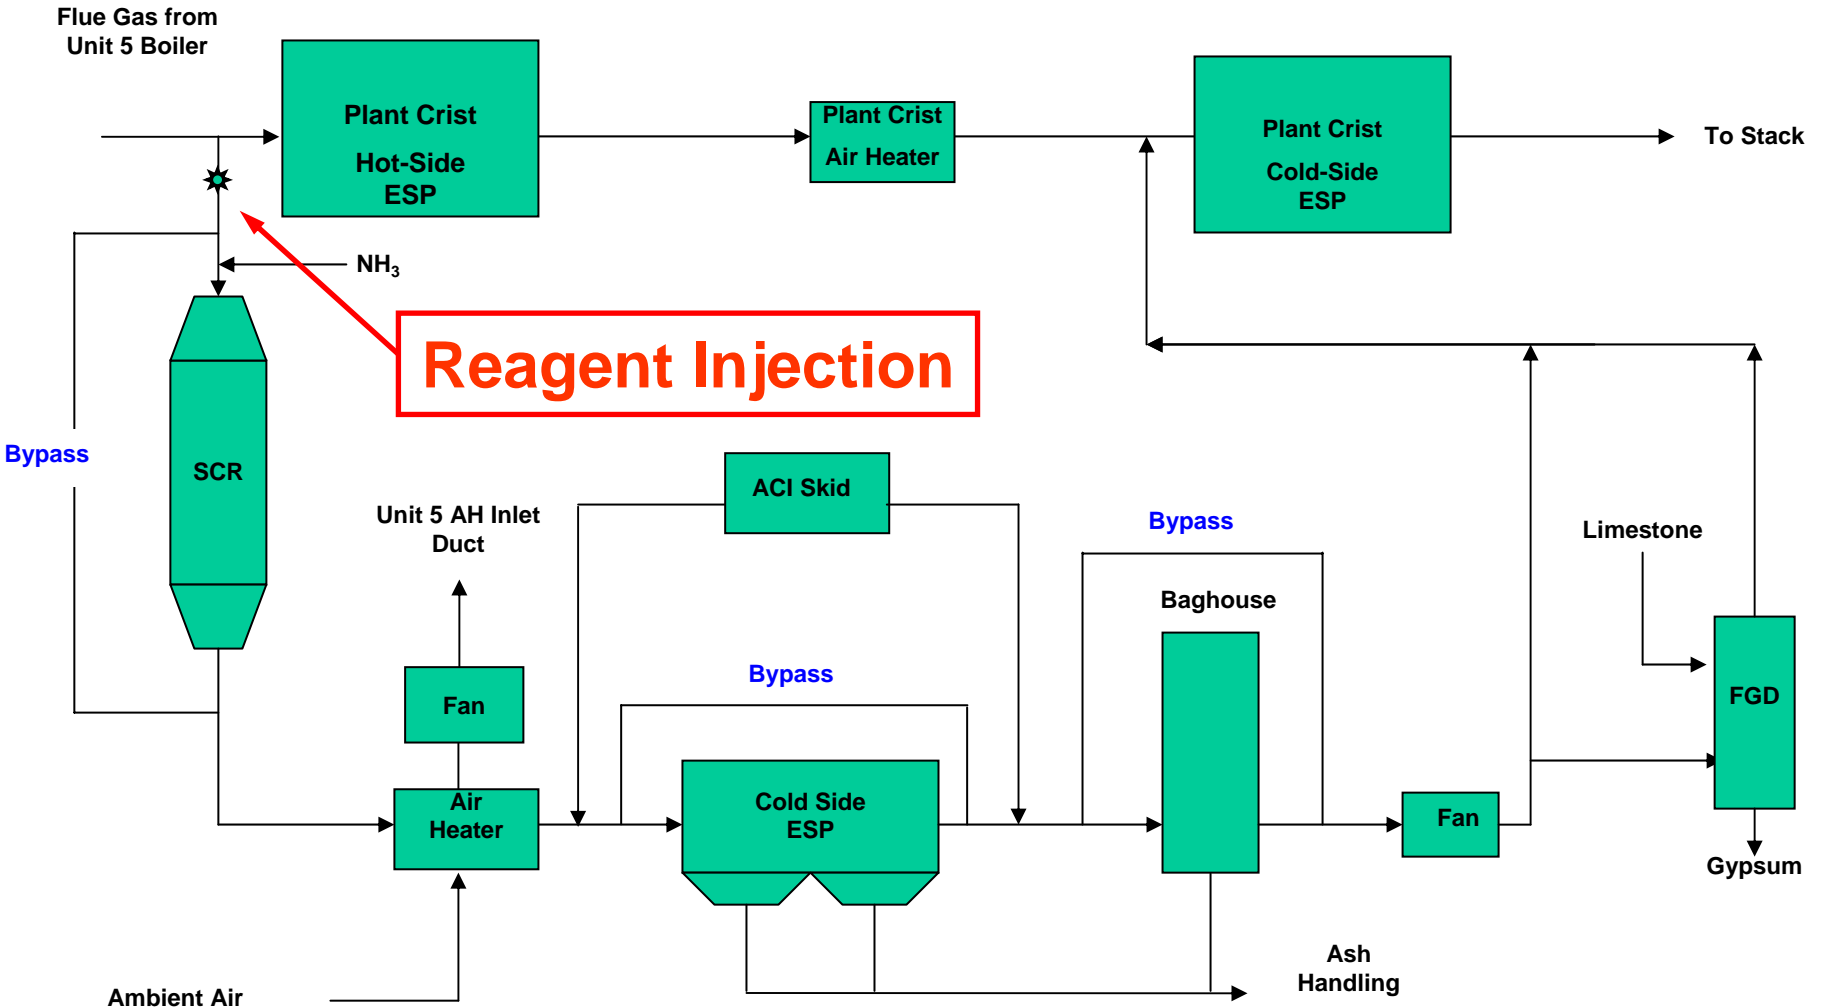 Flue Gas from
Unit 5 Boiler
Plant Crist
Hot-Side
ESP
Plant Crist
Air Heater
Plant Crist
Cold-Side
ESP
To Stack
NH₃
Reagent Injection
Bypass
SCR
ACI Skid
Unit 5 AH Inlet
Duct
Bypass
Limestone
Baghouse
Bypass
Fan
FGD
Air
Heater
Cold Side
ESP
Fan
Gypsum
Ash
Handling
Ambient Air